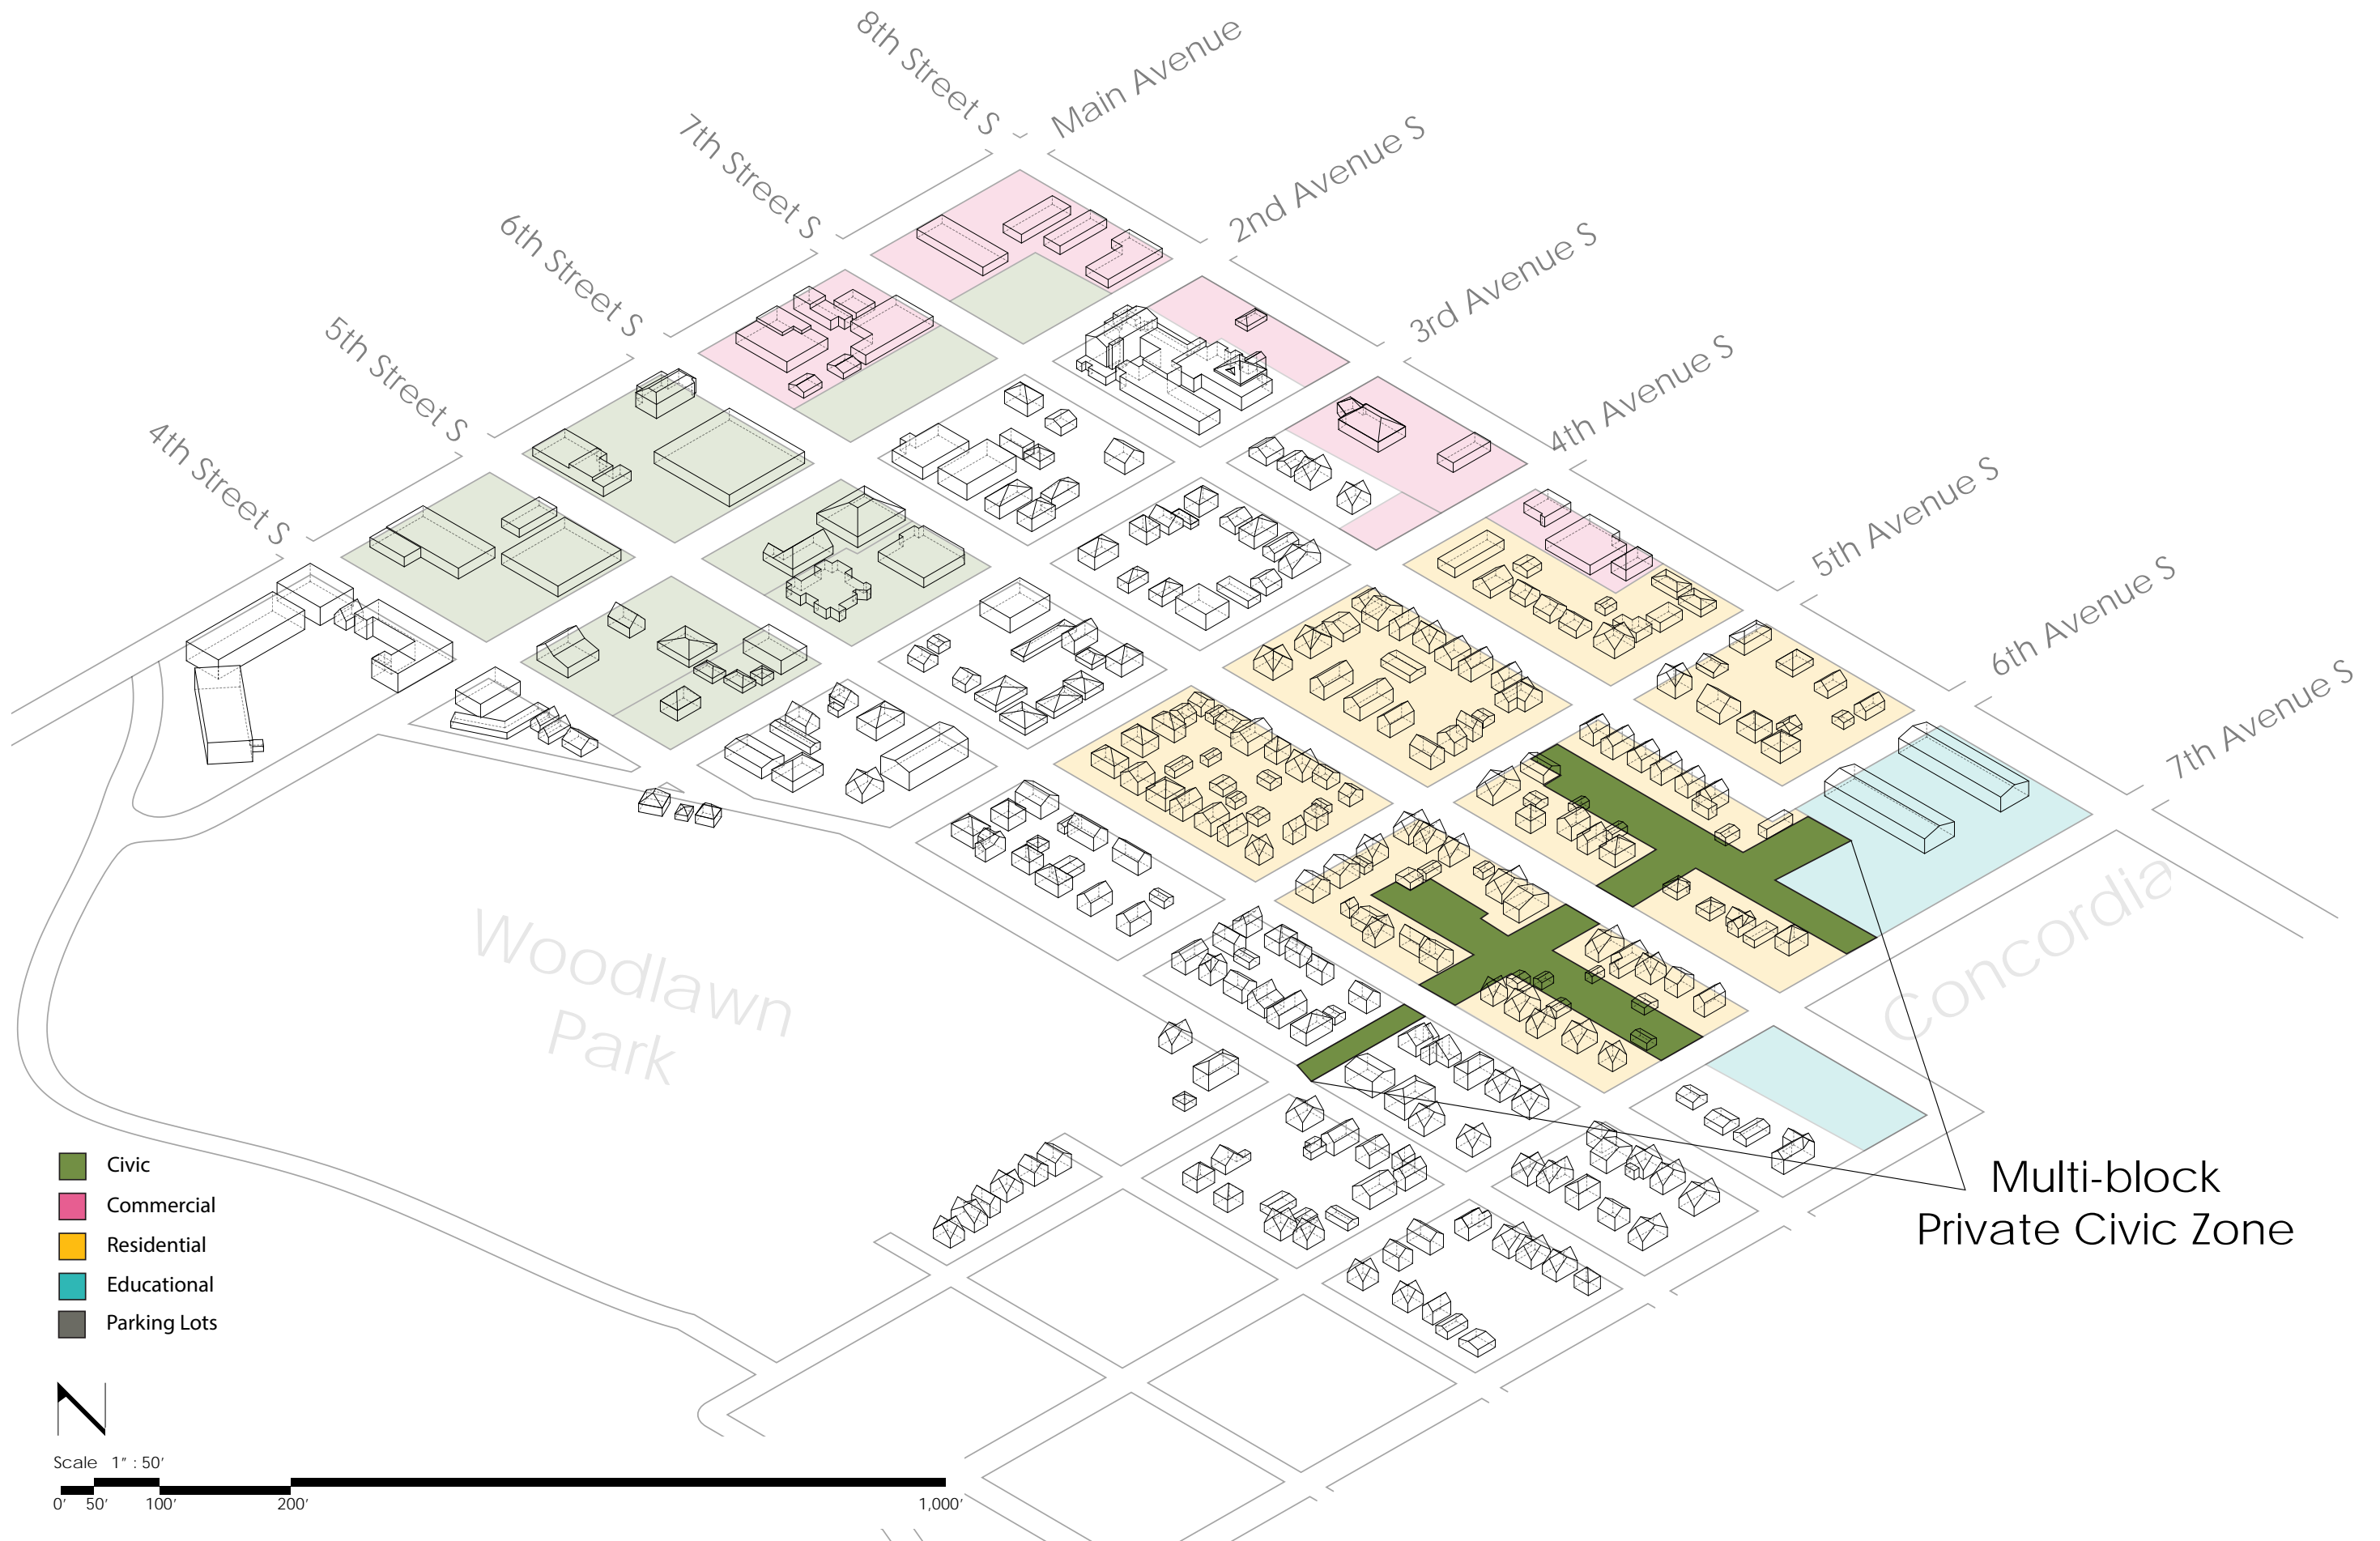 8th Street S
Main Avenue
7th Street S
2nd Avenue S
6th Street S
3rd Avenue S
5th Street S
4th Avenue S
4th Street S
5th Avenue S
6th Avenue S
7th Avenue S
Woodlawn
Park
Concordia
Multi-block
Private Civic Zone
Civic
Commercial
Residential
Educational
Parking Lots
N
Scale 1" : 50'
0' 50' 100' 200' 1,000'